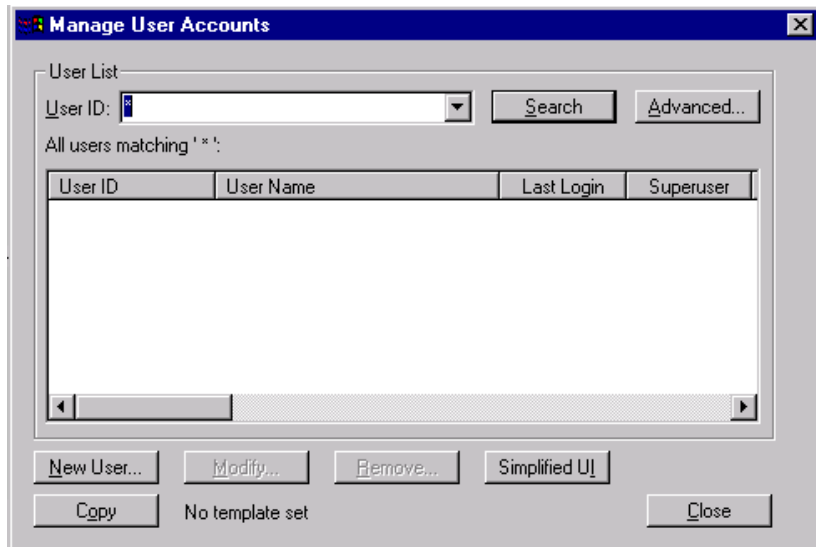 Manage User Accounts
User List
User ID: *
Search
Advanced...
All users matching ' * ':
User ID User Name Last Login Superuser
New User... Modify... Remove... Simplified UI
Copy No template set Close